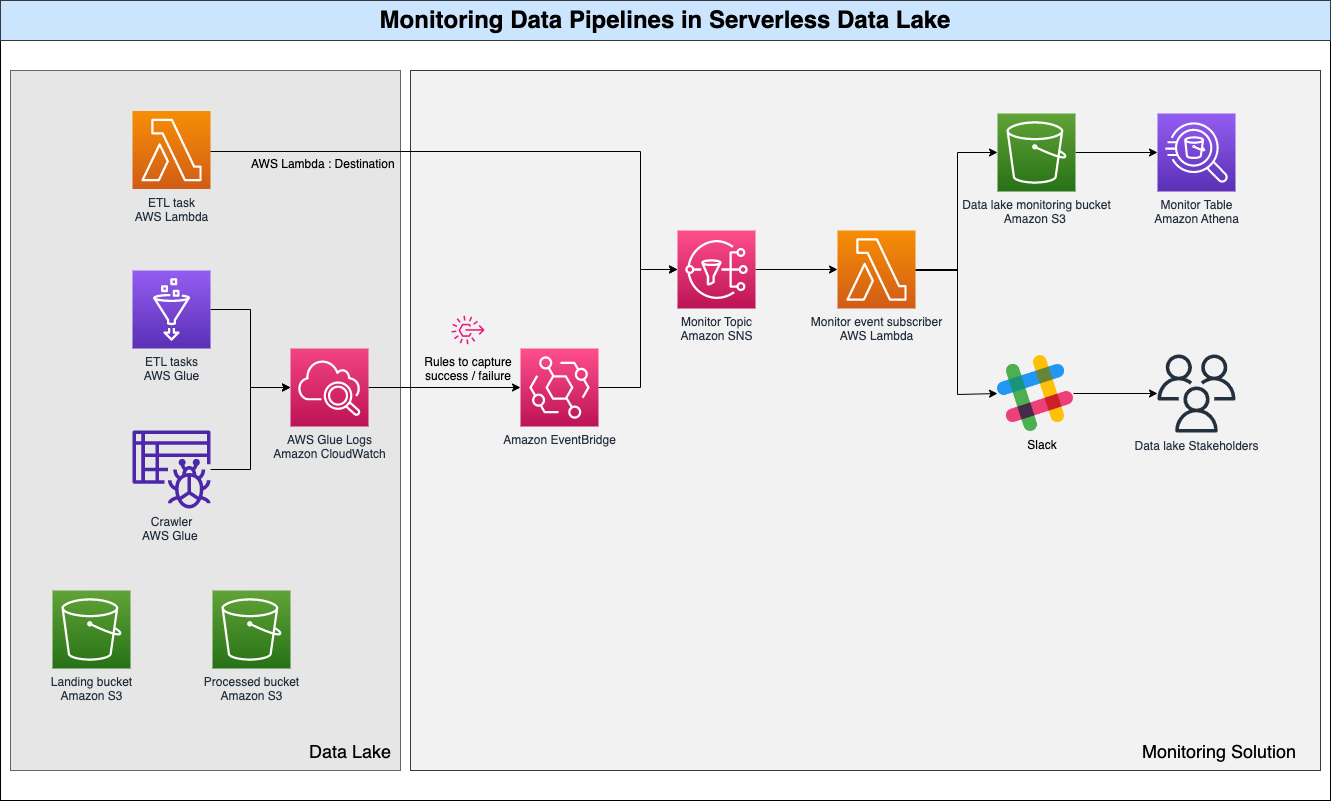 Monitoring Data Pipelines in Serverless Data Lake
AWS Lambda : Destination
ETL task
AWS Lambda
ETL tasks
AWS Glue
AWS Glue Logs
Amazon CloudWatch
Crawler
AWS Glue
Landing bucket
Amazon S3
Processed bucket
Amazon S3
Data Lake
Rules to capture
success / failure
Amazon EventBridge
Monitor Topic
Amazon SNS
Monitor event subscriber
AWS Lambda
Data lake monitoring bucket
Amazon S3
Monitor Table
Amazon Athena
Slack
Data lake Stakeholders
Monitoring Solution